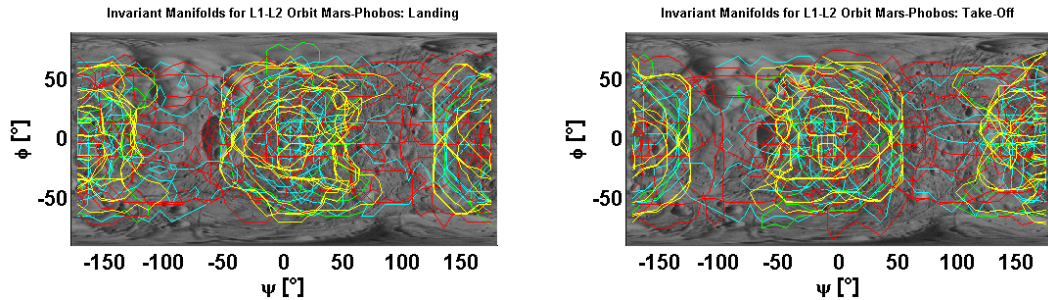 Invariant Manifolds for L1-L2 Orbit Mars-Phobos: Landing
50
0
-50
ϕ [°]
-150 -100 -50 0 50 100 150
ψ [°]
Invariant Manifolds for L1-L2 Orbit Mars-Phobos: Take-Off
50
0
-50
ϕ [°]
-150 -100 -50 0 50 100 150
ψ [°]